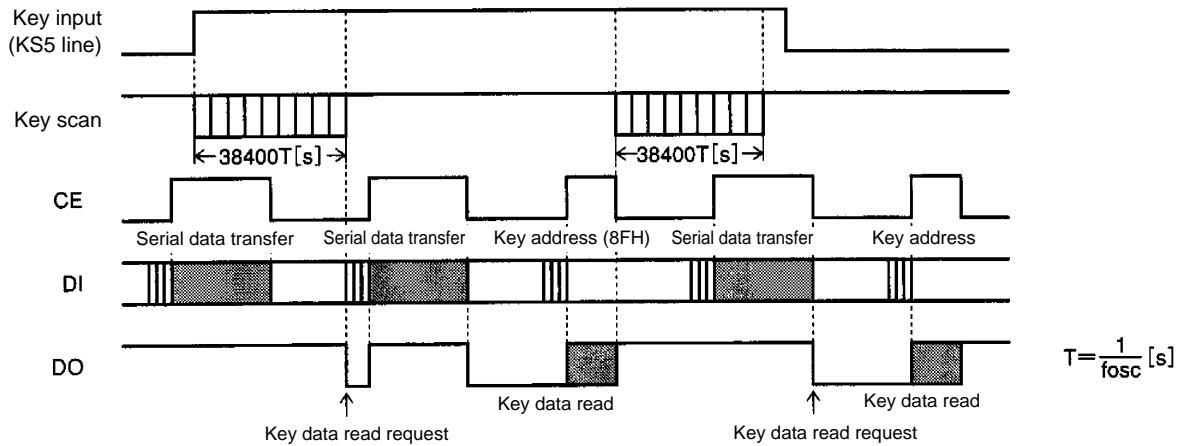 Key input
(KS5 line)
Key scan
38400T[s]
38400T[s]
CE
Serial data transfer
Serial data transfer
Key address (8FH)
Serial data transfer
Key address
DI
DO
T=1/fosc [s]
Key data read
Key data read
Key data read request
Key data read request